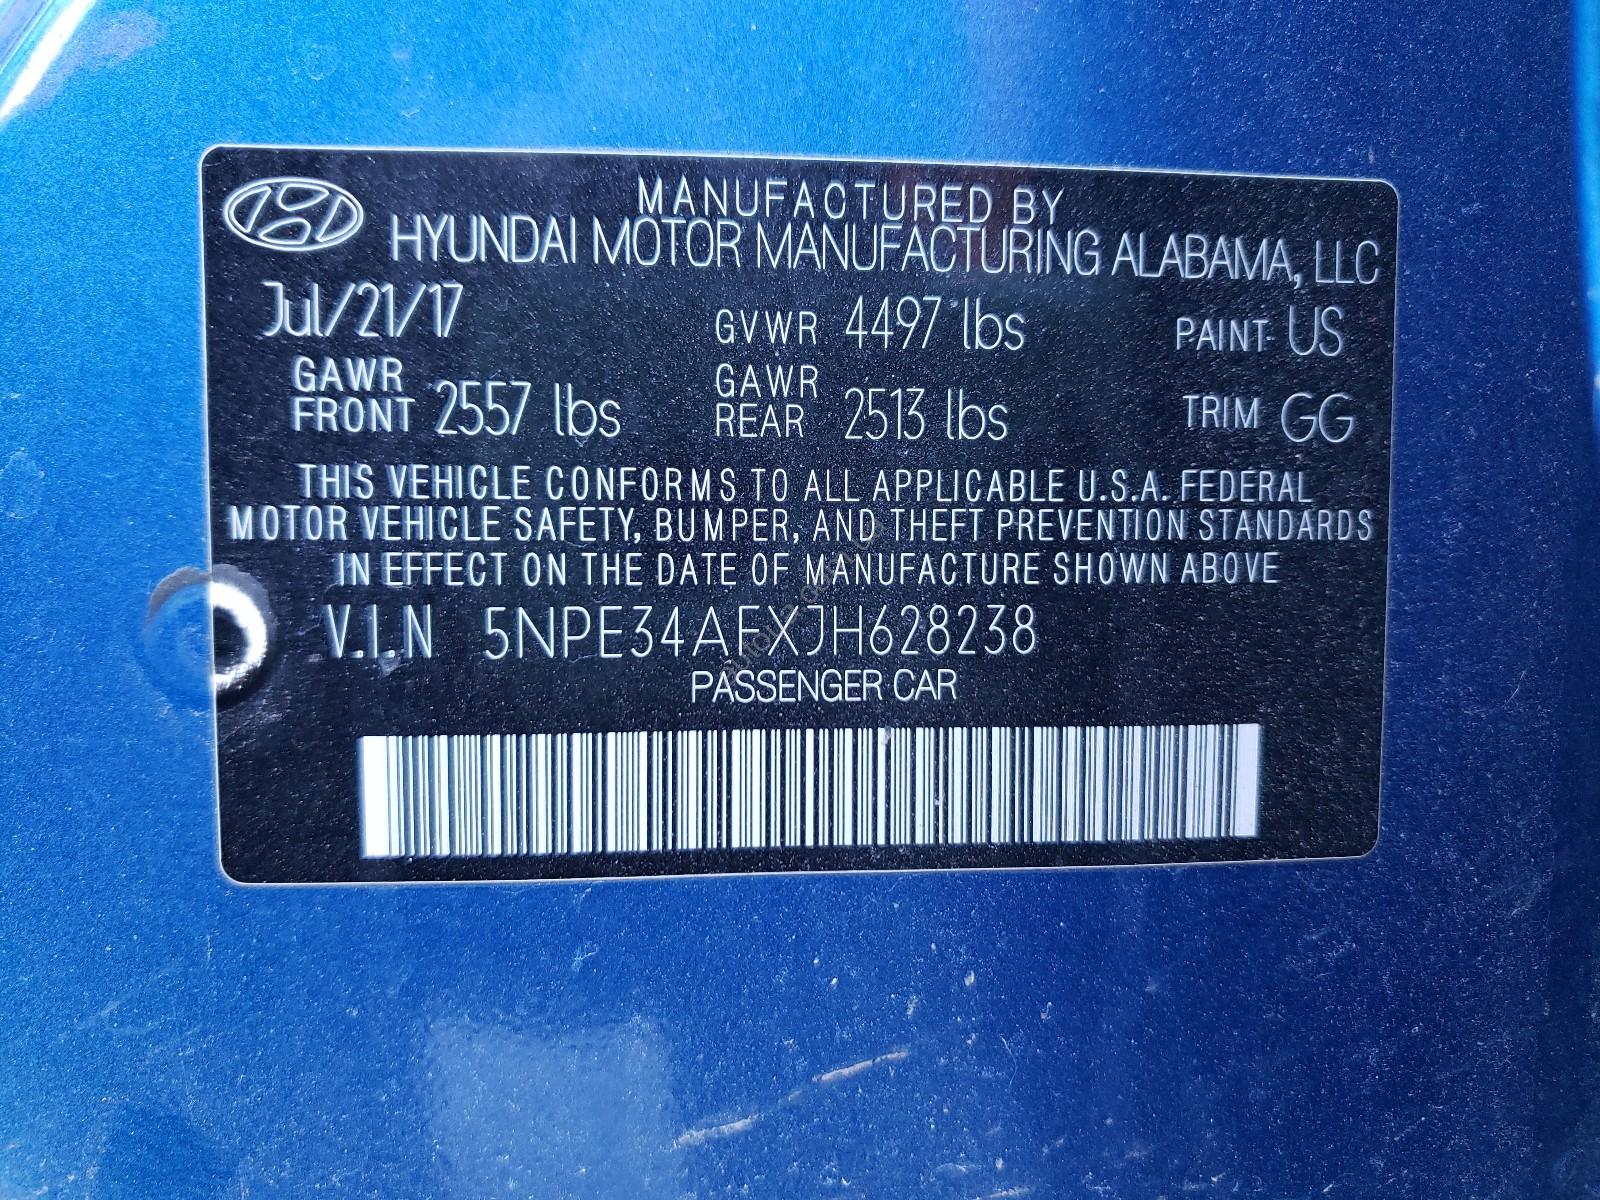 MANUFACTURED BY
HYUNDAI MOTOR MANUFACTURING ALABAMA, LLC
Jul/21/17 GVWR 4497 lbs PAINT US
GAWR FRONT 2557 lbs GAWR REAR 2513 lbs TRIM GG
THIS VEHICLE CONFORMS TO ALL APPLICABLE U.S.A. FEDERAL
MOTOR VEHICLE SAFETY, BUMPER, AND THEFT PREVENTION STANDARDS
IN EFFECT ON THE DATE OF MANUFACTURE SHOWN ABOVE
V.I.N 5NPE34AFXJH628238
PASSENGER CAR